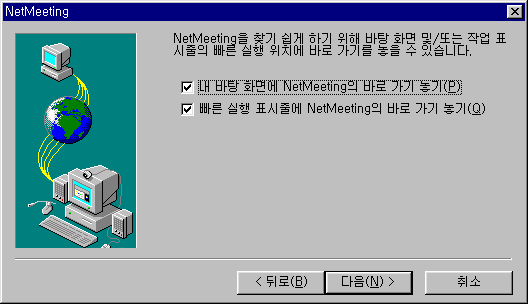 NetMeeting
NetMeeting을 찾기 쉽게 하기 위해 바탕 화면 및/또는 작업 표
시줄의 빠른 실행 위치에 바로 가기를 놓을 수 있습니다.
내 바탕 화면에 NetMeeting의 바로 가기 놓기(P)
빠른 실행 표시줄에 NetMeeting의 바로 가기 놓기(Q)
< 뒤로(B)
다음(N) >
취소